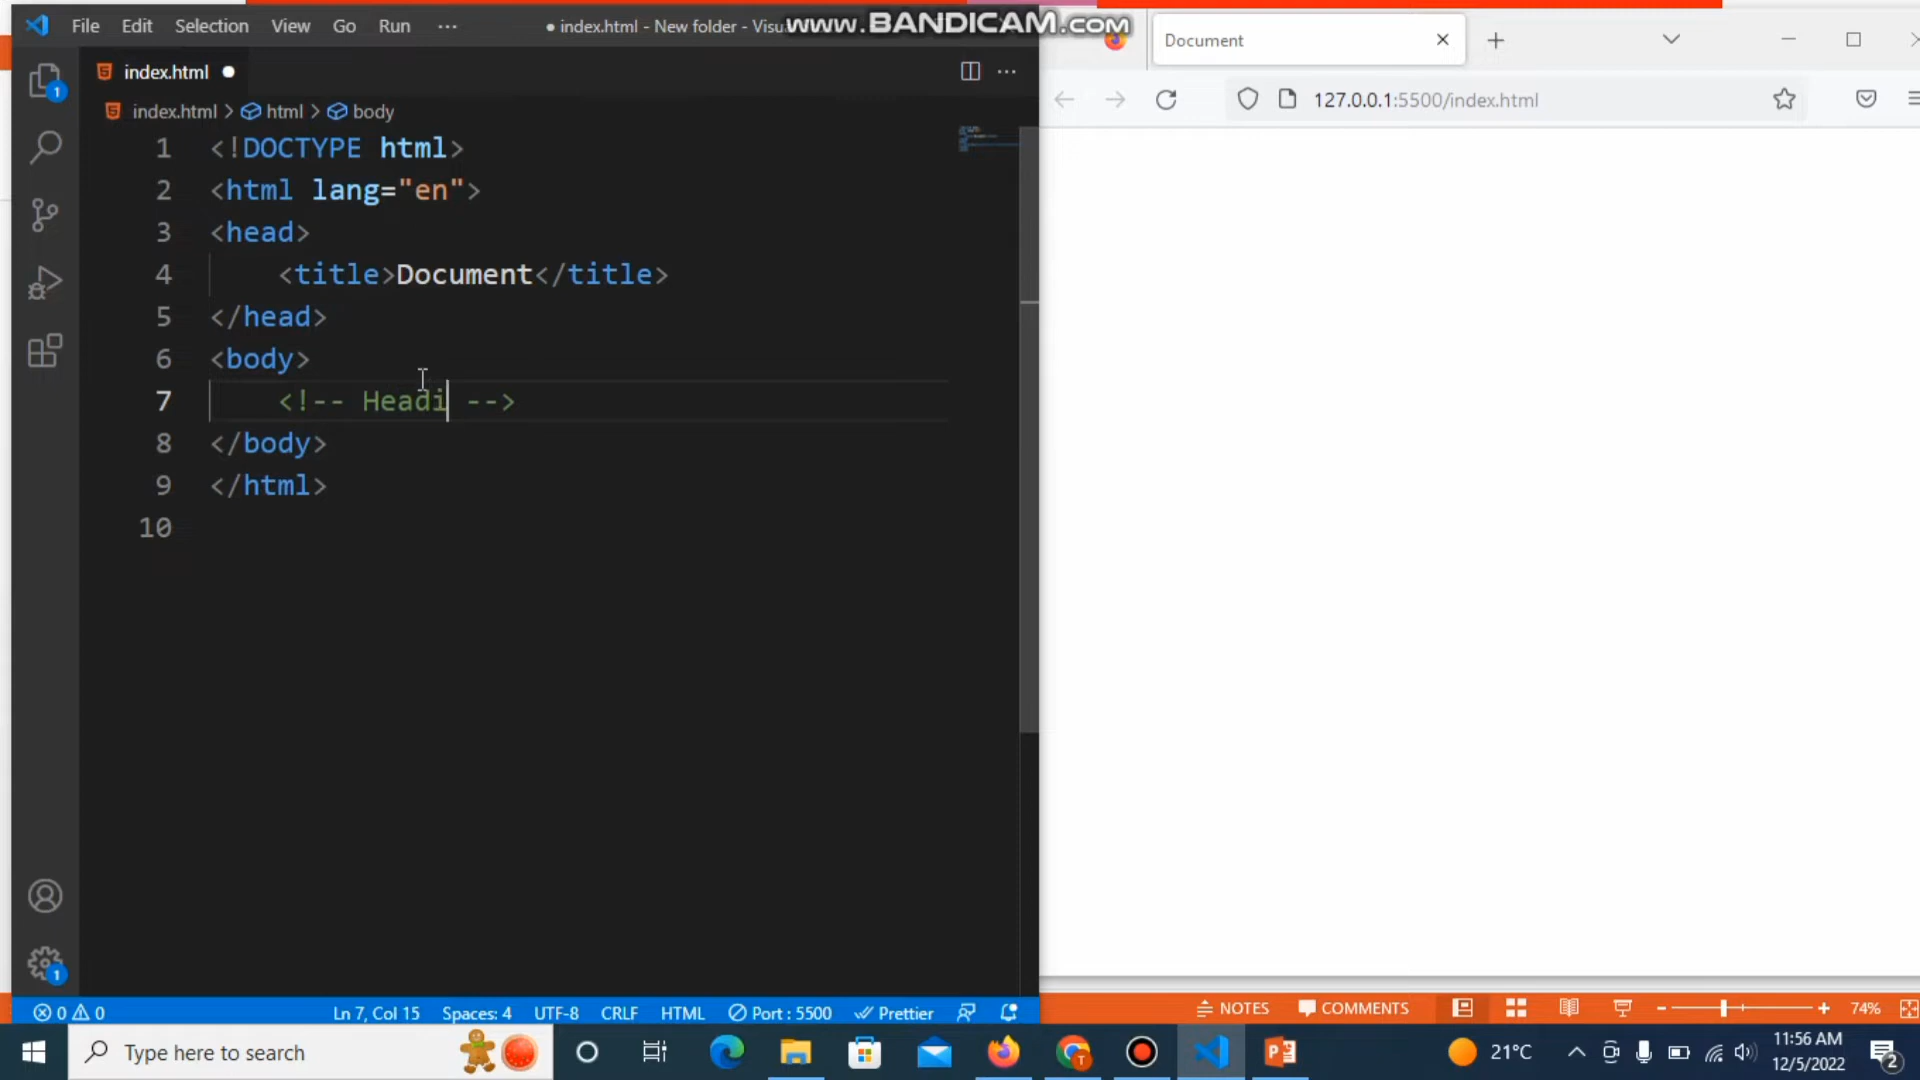 File Edit Selection View Go Run ··· ● index.html - New folder - Visu
www.BANDICAM.com
Document
index.html ●
127.0.0.1:5500/index.html
index.html > html > body
1 <!DOCTYPE html>
2 <html lang="en">
3 <head>
4 <title>Document</title>
5 </head>
6 <body>
7 <!-- Headi -->
8 </body>
9 </html>
10
1
1
0 0 Ln 7, Col 15 Spaces: 4 UTF-8 CRLF HTML Port : 5500 Prettier
NOTES COMMENTS - + 74%
Type here to search
T
21°C
11:56 AM
12/5/2022
2